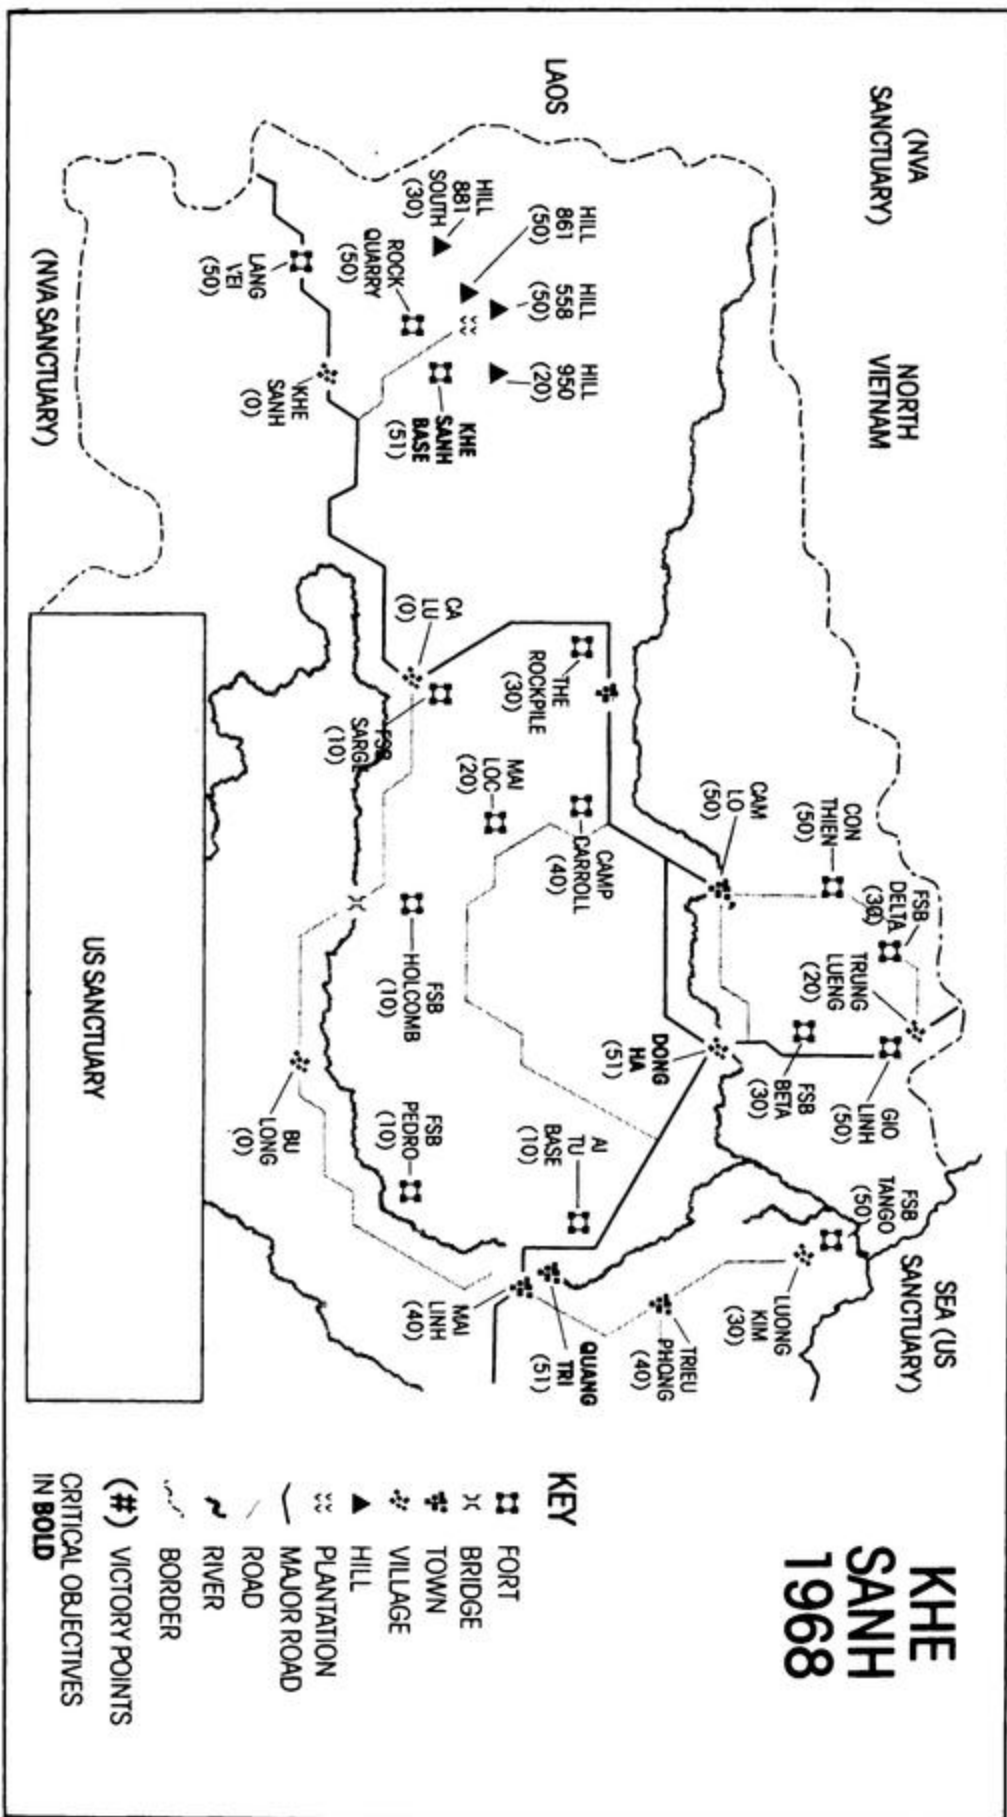 KHE
SANH
1968
(NVA
SANCTUARY)
NORTH
VIETNAM
LAOS
SEA (US
SANCTUARY)
FSB
DELTA
(30)
TRUNG
LUENG
(20)
GIO
LINH
(50)
CON
THIEN
(50)
FSB
BETA
(30)
FSB
TANGO
(50)
LUONG
KIM
(30)
CAM
LO
(50)
DONG
HA
(51)
TRIEU
PHONG
(40)
HILL
861
(50)
HILL
558
(50)
HILL
950
(20)
HILL
881
SOUTH
(30)
ROCK
QUARRY
(50)
KHE
SANH
BASE
(51)
THE
ROCKPILE
(30)
CAMP
CARROLL
(40)
AI
TU
BASE
(10)
QUANG
TRI
(51)
MAI
LOC
(20)
MAI
LINH
(40)
CA
LU
(0)
FSB
SARGE
(10)
FSB
HOLCOMB
(10)
FSB
PEDRO
(10)
LANG
VEI
(50)
KHE
SANH
(0)
BU
LONG
(0)
(NVA SANCTUARY)
US SANCTUARY
KEY
FORT
BRIDGE
TOWN
VILLAGE
HILL
PLANTATION
MAJOR ROAD
ROAD
RIVER
BORDER
(#) VICTORY POINTS
CRITICAL OBJECTIVES
IN BOLD